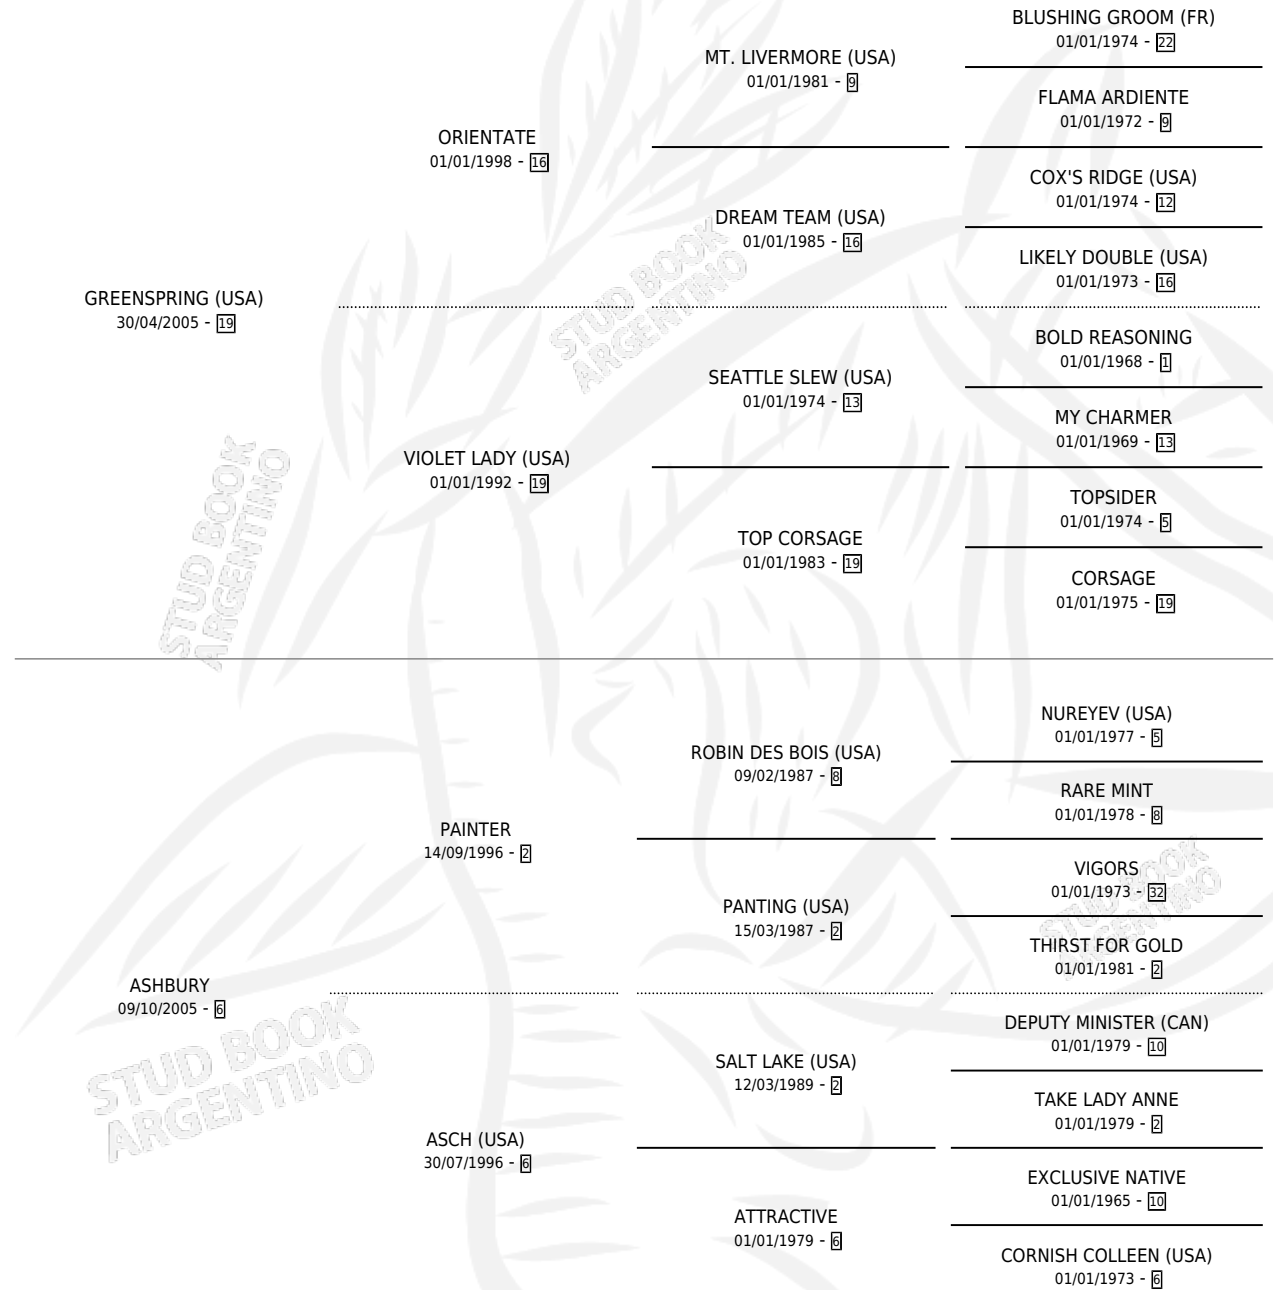 BLUSHING GROOM (FR)
01/01/1974 - 22
MT. LIVERMORE (USA)
01/01/1981 - 9
FLAMA ARDIENTE
01/01/1972 - 9
ORIENTATE
01/01/1998 - 16
COX'S RIDGE (USA)
01/01/1974 - 12
DREAM TEAM (USA)
01/01/1985 - 16
LIKELY DOUBLE (USA)
01/01/1973 - 16
GREENSPRING (USA)
30/04/2005 - 19
STUD BOOK
ARGENTINO
BOLD REASONING
01/01/1968 - 1
SEATTLE SLEW (USA)
01/01/1974 - 13
MY CHARMER
01/01/1969 - 13
VIOLET LADY (USA)
01/01/1992 - 19
TOPSIDER
01/01/1974 - 5
TOP CORSAGE
01/01/1983 - 19
CORSAGE
01/01/1975 - 19
STUD BOOK
ARGENTINO
NUREYEV (USA)
01/01/1977 - 5
ROBIN DES BOIS (USA)
09/02/1987 - 8
RARE MINT
01/01/1978 - 8
PAINTER
14/09/1996 - 2
VIGORS
01/01/1973 - 32
PANTING (USA)
15/03/1987 - 2
THIRST FOR GOLD
01/01/1981 - 2
STUD BOOK
ARGENTINO
ASHBURY
09/10/2005 - 6
DEPUTY MINISTER (CAN)
01/01/1979 - 10
SALT LAKE (USA)
12/03/1989 - 2
TAKE LADY ANNE
01/01/1979 - 2
STUD BOOK
ARGENTINO
ASCH (USA)
30/07/1996 - 6
EXCLUSIVE NATIVE
01/01/1965 - 10
ATTRACTIVE
01/01/1979 - 6
CORNISH COLLEEN (USA)
01/01/1973 - 6